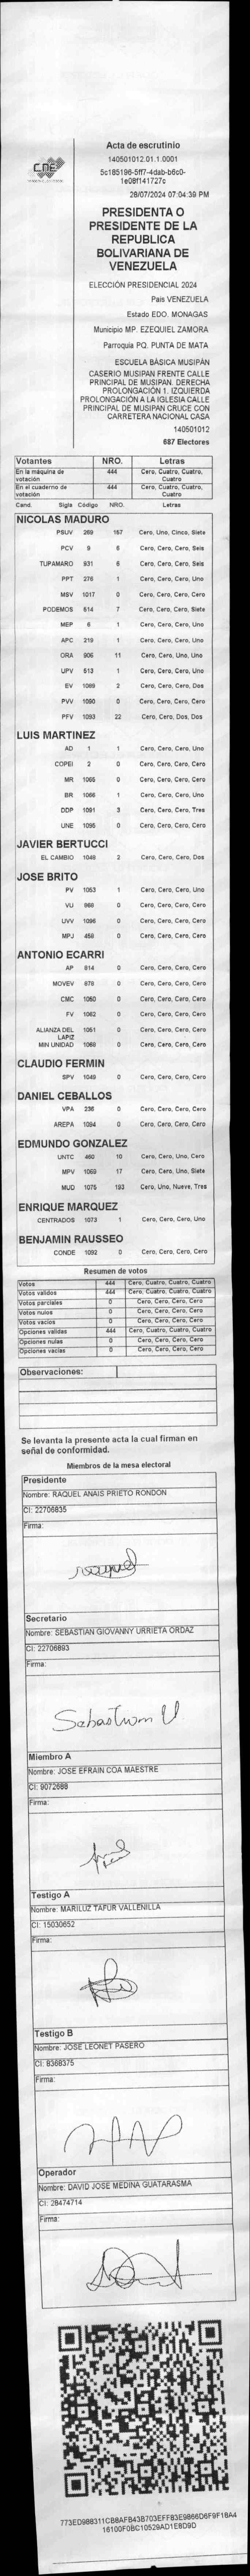 CNE
Acta de escrutinio
140501012.01.1.0001
5c185196-5ff7-4dab-b6c0-
1e08f141727c
28/07/2024 07:04:39 PM
PRESIDENTA O
PRESIDENTE DE LA
REPUBLICA
BOLIVARIANA DE
VENEZUELA
ELECCIÓN PRESIDENCIAL 2024
Pais VENEZUELA
Estado EDO. MONAGAS
Municipio MP. EZEQUIEL ZAMORA
Parroquia PQ. PUNTA DE MATA
ESCUELA BÁSICA MUSIPÁN
CASERIO MUSIPAN FRENTE CALLE
PRINCIPAL DE MUSIPAN. DERECHA
PROLONGACIÓN 1. IZQUIERDA
PROLONGACIÓN A LA IGLESIA CALLE
PRINCIPAL DE MUSIPAN CRUCE CON
CARRETERA NACIONAL CASA
140501012
687 Electores
Votantes NRO. Letras
En la máquina de votación 444 Cero, Cuatro, Cuatro, Cuatro
En el cuaderno de votación 444 Cero, Cuatro, Cuatro, Cuatro
Cand. Sigla Código NRO. Letras
NICOLAS MADURO
PSUV 269 157 Cero, Uno, Cinco, Siete
PCV 9 6 Cero, Cero, Cero, Seis
TUPAMARO 931 6 Cero, Cero, Cero, Seis
PPT 276 1 Cero, Cero, Cero, Uno
MSV 1017 0 Cero, Cero, Cero, Cero
PODEMOS 614 7 Cero, Cero, Cero, Siete
MEP 6 1 Cero, Cero, Cero, Uno
APC 219 1 Cero, Cero, Cero, Uno
ORA 906 11 Cero, Cero, Uno, Uno
UPV 513 1 Cero, Cero, Cero, Uno
EV 1089 2 Cero, Cero, Cero, Dos
PVV 1090 0 Cero, Cero, Cero, Cero
PFV 1093 22 Cero, Cero, Dos, Dos
LUIS MARTINEZ
AD 1 1 Cero, Cero, Cero, Uno
COPEI 2 0 Cero, Cero, Cero, Cero
MR 1055 0 Cero, Cero, Cero, Cero
BR 1066 1 Cero, Cero, Cero, Uno
DDP 1091 3 Cero, Cero, Cero, Tres
UNE 1095 0 Cero, Cero, Cero, Cero
JAVIER BERTUCCI
EL CAMBIO 1048 2 Cero, Cero, Cero, Dos
JOSE BRITO
PV 1053 1 Cero, Cero, Cero, Uno
VU 968 0 Cero, Cero, Cero, Cero
UVV 1096 0 Cero, Cero, Cero, Cero
MPJ 458 0 Cero, Cero, Cero, Cero
ANTONIO ECARRI
AP 814 0 Cero, Cero, Cero, Cero
MOVEV 878 0 Cero, Cero, Cero, Cero
CMC 1050 0 Cero, Cero, Cero, Cero
FV 1062 0 Cero, Cero, Cero, Cero
ALIANZA DEL LAPIZ 1051 0 Cero, Cero, Cero, Cero
MIN UNIDAD 1068 0 Cero, Cero, Cero, Cero
CLAUDIO FERMIN
SPV 1049 0 Cero, Cero, Cero, Cero
DANIEL CEBALLOS
VPA 236 0 Cero, Cero, Cero, Cero
AREPA 1094 0 Cero, Cero, Cero, Cero
EDMUNDO GONZALEZ
UNTC 460 10 Cero, Cero, Uno, Cero
MPV 1069 17 Cero, Cero, Uno, Siete
MUD 1075 193 Cero, Uno, Nueve, Tres
ENRIQUE MARQUEZ
CENTRADOS 1073 1 Cero, Cero, Cero, Uno
BENJAMIN RAUSSEO
CONDE 1092 0 Cero, Cero, Cero, Cero
Resumen de votos
Votos 444 Cero, Cuatro, Cuatro, Cuatro
Votos validos 444 Cero, Cuatro, Cuatro, Cuatro
Votos parciales 0 Cero, Cero, Cero, Cero
Votos nulos 0 Cero, Cero, Cero, Cero
Votos vacios 0 Cero, Cero, Cero, Cero
Opciones validas 444 Cero, Cuatro, Cuatro, Cuatro
Opciones nulas 0 Cero, Cero, Cero, Cero
Opciones vacias 0 Cero, Cero, Cero, Cero
Observaciones:
Se levanta la presente acta la cual firman en
señal de conformidad.
Miembros de la mesa electoral
Presidente
Nombre: RAQUEL ANAIS PRIETO RONDON
CI: 22706835
Firma:
raquel
Secretario
Nombre: SEBASTIAN GIOVANNY URRIETA ORDAZ
CI: 22706893
Firma:
Sebastian U
Miembro A
Nombre: JOSE EFRAIN COA MAESTRE
CI: 9072688
Firma:
Testigo A
Nombre: MARILUZ TAFUR VALLENILLA
CI: 15030652
Firma:
Testigo B
Nombre: JOSE LEONET PASERO
CI: 8368375
Firma:
Operador
Nombre: DAVID JOSE MEDINA GUATARASMA
CI: 28474714
Firma:
773ED988311CB8AFB43B703EFF83E9866D6F9F18A4
16100F0BC10529AD1E8D9D